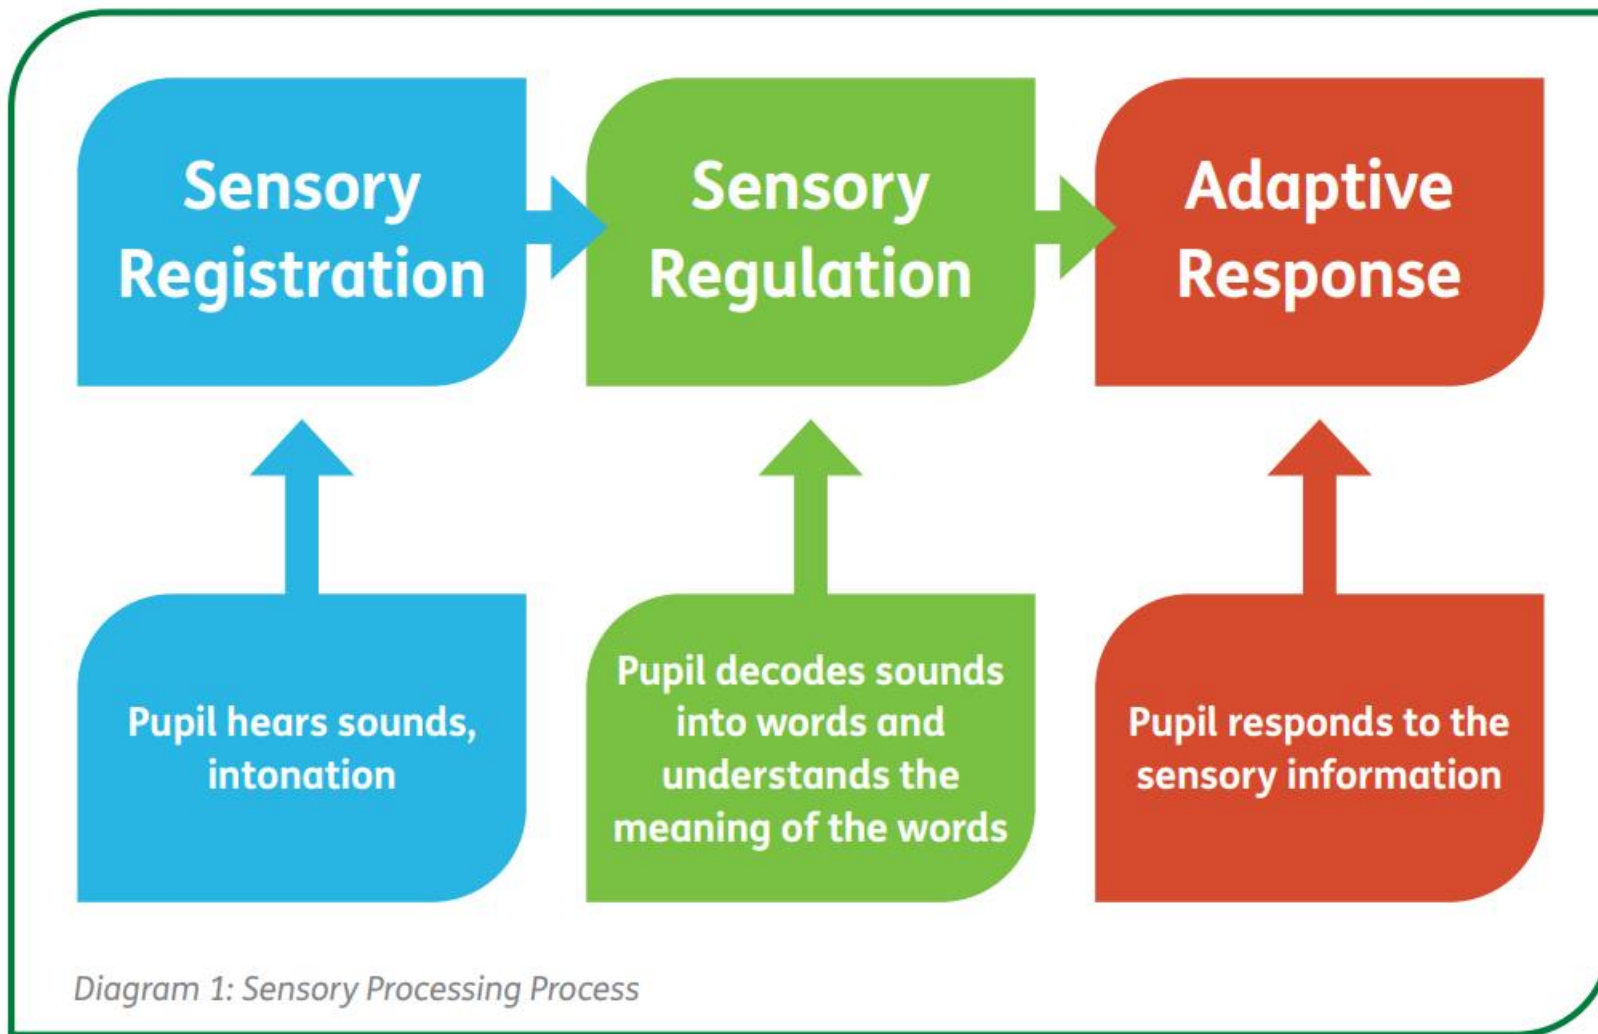 Sensory
Registration
Sensory
Regulation
Adaptive
Response
Pupil hears sounds,
intonation
Pupil decodes sounds
into words and
understands the
meaning of the words
Pupil responds to the
sensory information
Diagram 1: Sensory Processing Process